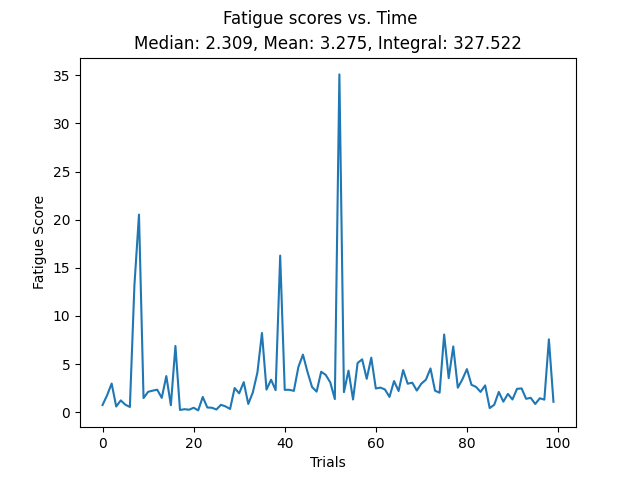 Fatigue scores vs. Time
Median: 2.309, Mean: 3.275, Integral: 327.522
35
30
25
20
15
10
5
0
Fatigue Score
0 20 40 60 80 100
Trials